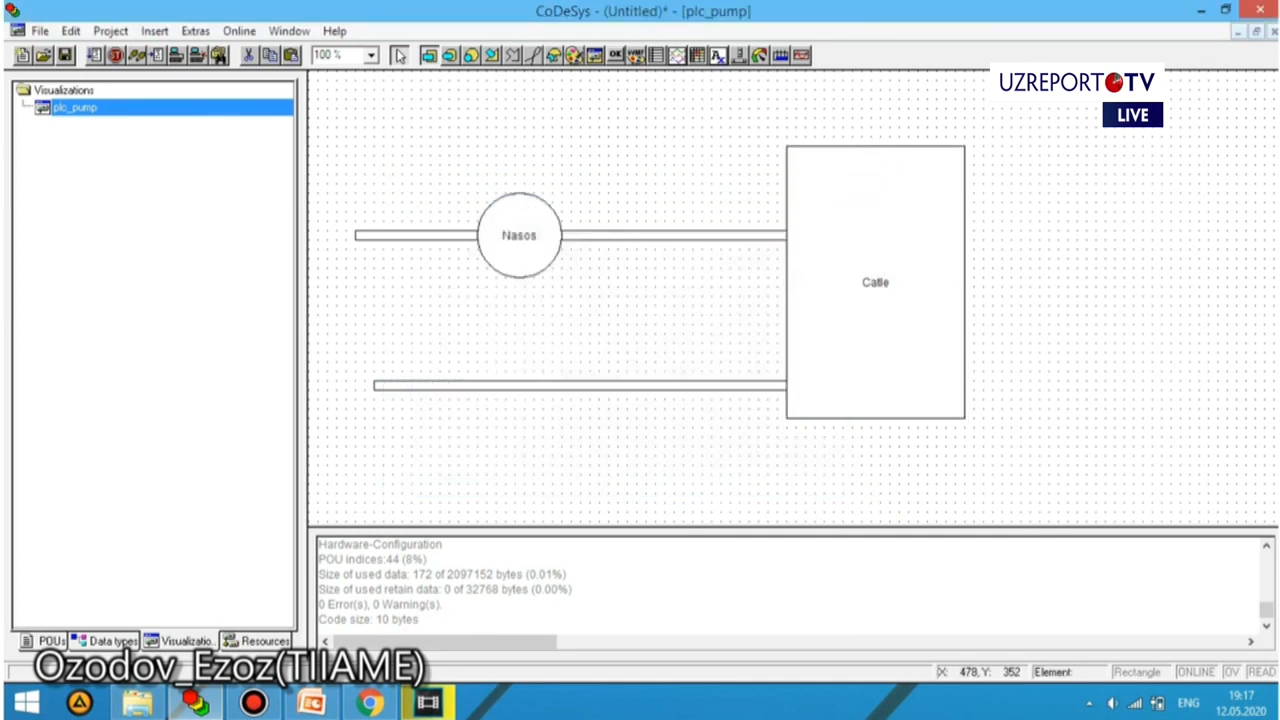 CoDeSys - (Untitled)* - [plc_pump]
File Edit Project Insert Extras Online Window Help
100 %
OK
UZREPORT TV
LIVE
Visualizations
plc_pump
Nasos
Catle
Hardware-Configuration
POU indices:44 (8%)
Size of used data: 172 of 2097152 bytes (0.01%)
Size of used retain data: 0 of 32768 bytes (0.00%)
0 Error(s), 0 Warning(s).
Code size: 10 bytes
POUs Data types Visualizatio... Resources
Ozodov_Ezoz(TIIAME)
X: 478, Y: 352 Element: Rectangle ONLINE OV READ
ENG
19:17
12.05.2020